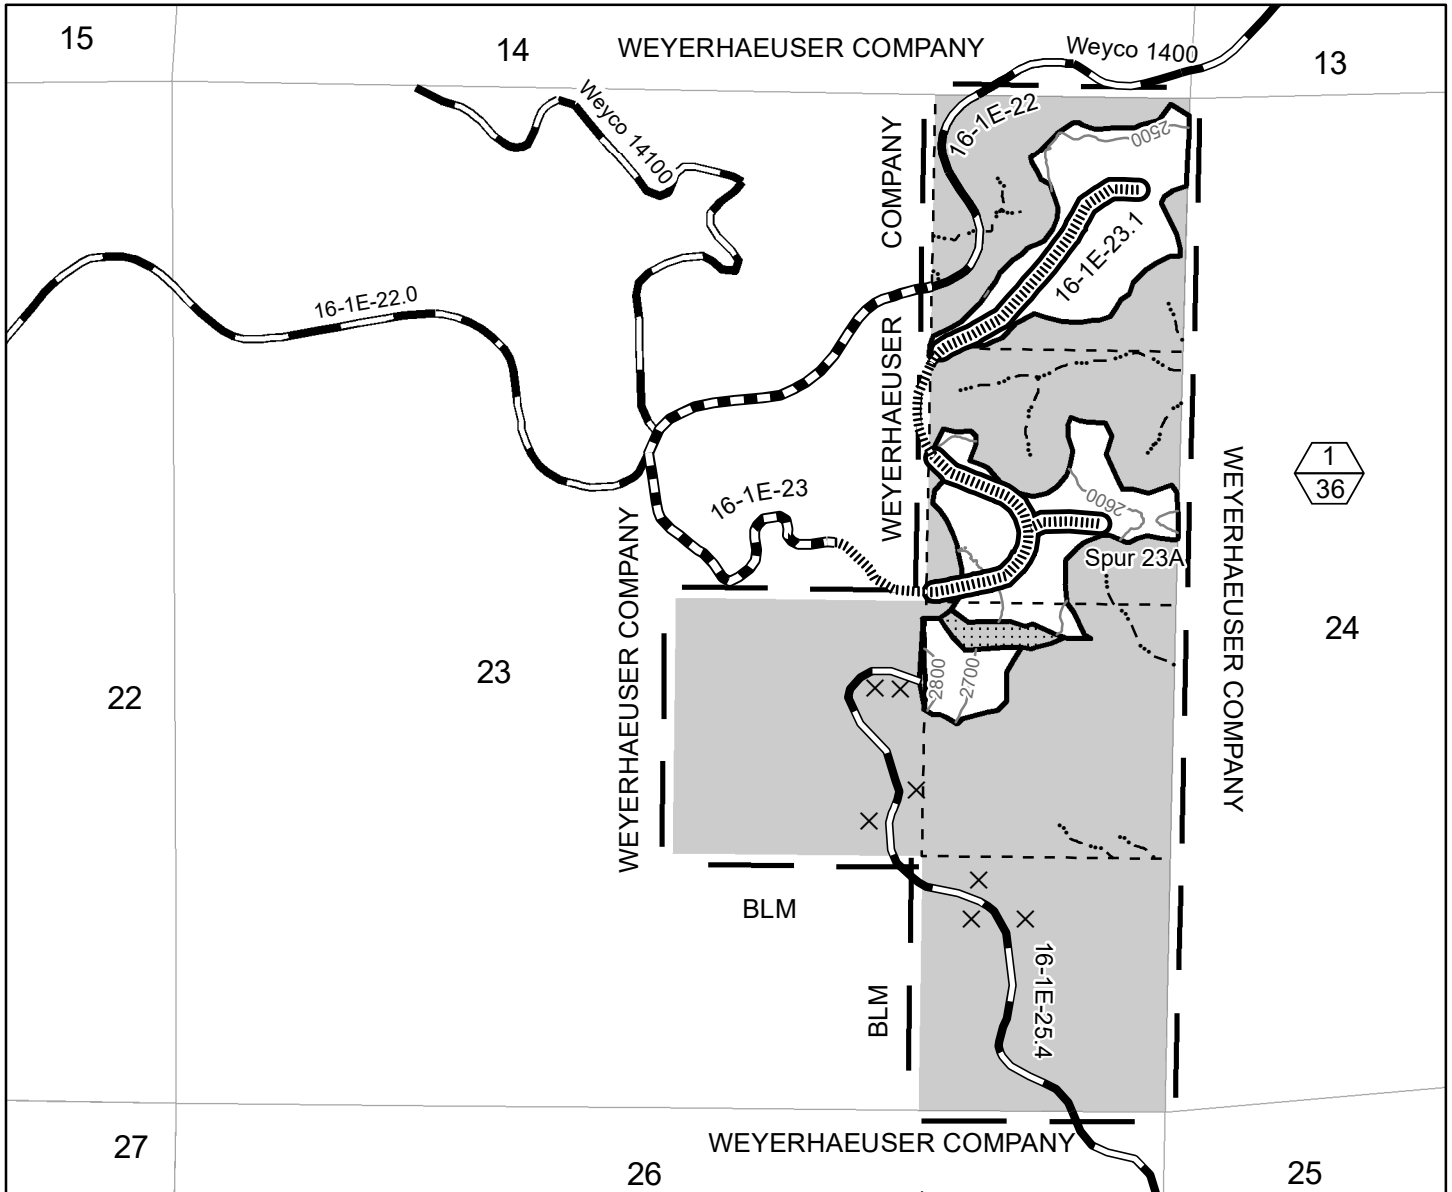 15
14
WEYERHAEUSER COMPANY
Weyco 1400
13
Weyco 14100
16-1E-22
2500
WEYERHAEUSER COMPANY
16-1E-23.1
16-1E-22.0
1
36
16-1E-23
2600
Spur 23A
WEYERHAEUSER COMPANY
WEYERHAEUSER COMPANY
22
23
24
2800
2700
BLM
BLM
16-1E-25.4
WEYERHAEUSER COMPANY
27
26
25